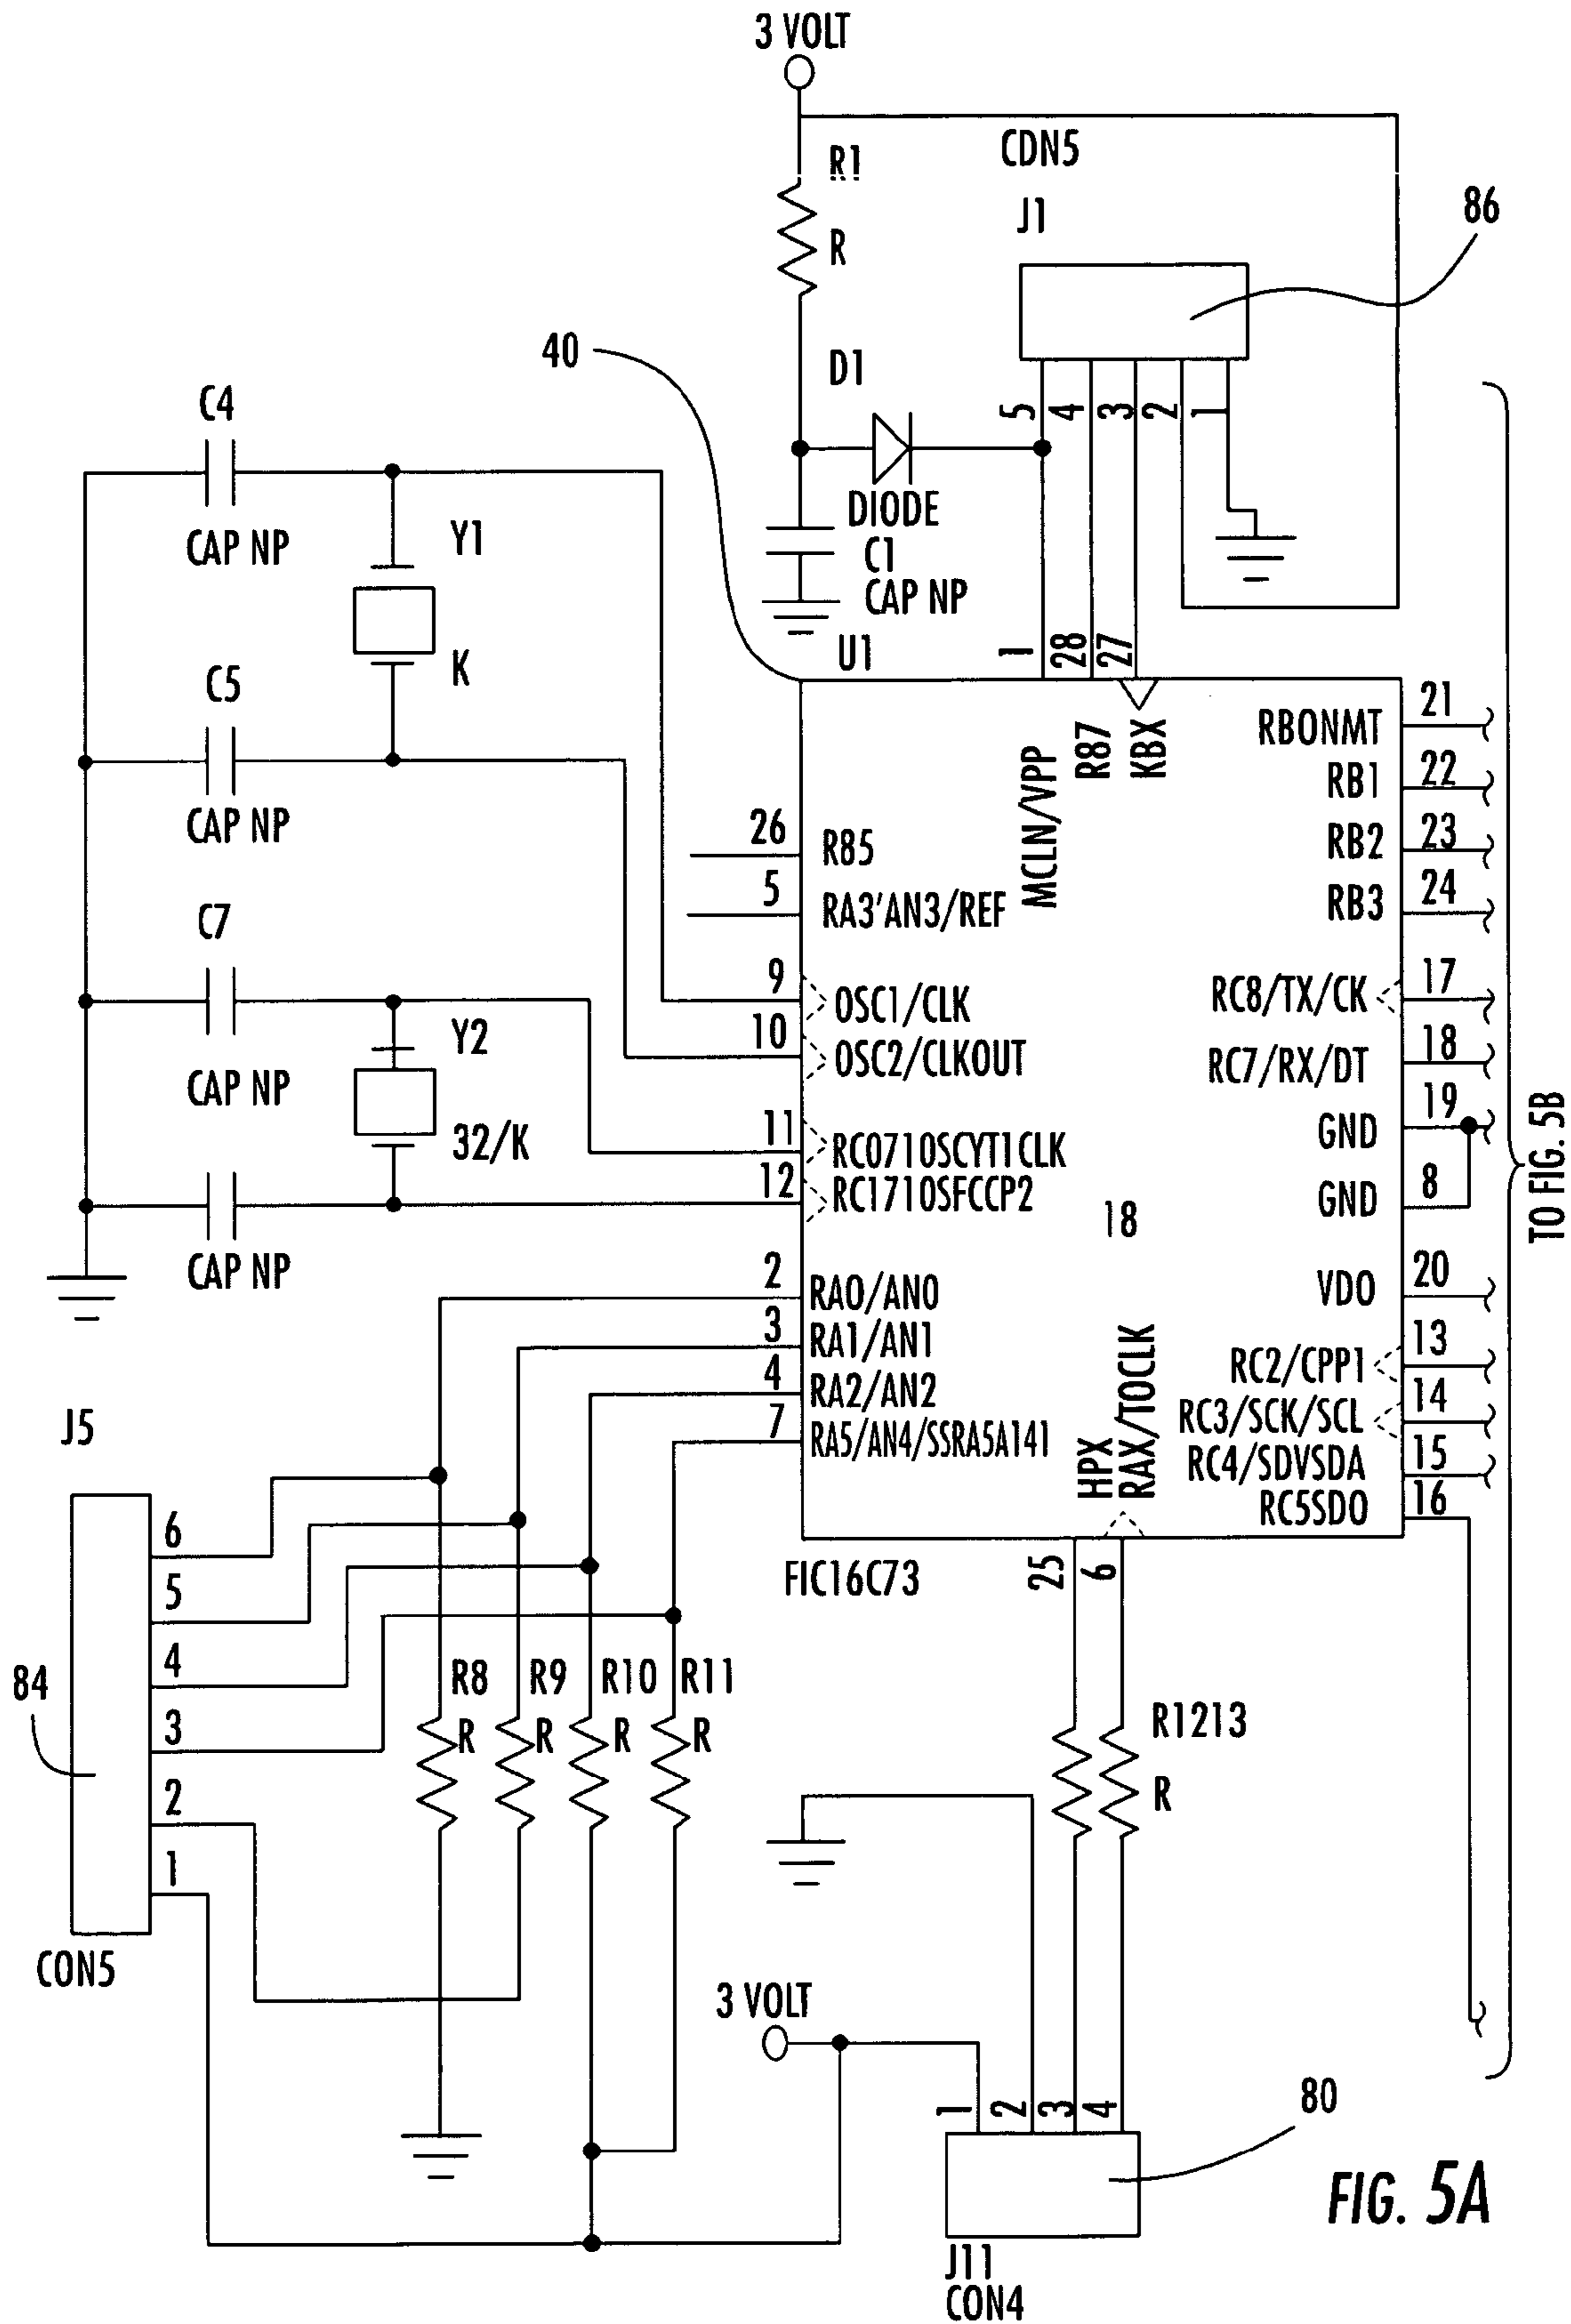 3 VOLT
CDN5
R1
R
J1
86
40
D1
5
4
3
2
1
DIODE
C1
CAP NP
U1
C4
CAP NP
Y1
K
C5
CAP NP
C7
CAP NP
Y2
32/K
CAP NP
1
28
27
MCLN/VPP
R87
KBX
26
R85
5
RA3'AN3/REF
9
OSC1/CLK
10
OSC2/CLKOUT
11
RC0710SCYT1CLK
12
RC1710SFCCP2
2
RA0/AN0
3
RA1/AN1
4
RA2/AN2
7
RA5/AN4/SSRA5A141
18
HPX
RAX/TOCLK
RBONMT
21
RB1
22
RB2
23
RB3
24
RC8/TX/CK
17
RC7/RX/DT
18
GND
19
GND
8
VDO
20
RC2/CPP1
13
RC3/SCK/SCL
14
RC4/SDVSDA
15
RC5SDO
16
TO FIG. 5B
FIC16C73
25
6
J5
6
5
4
3
2
1
84
CON5
R8
R
R9
R
R10
R
R11
R
R1213
R
3 VOLT
1
2
3
4
80
J11
CON4
FIG. 5A